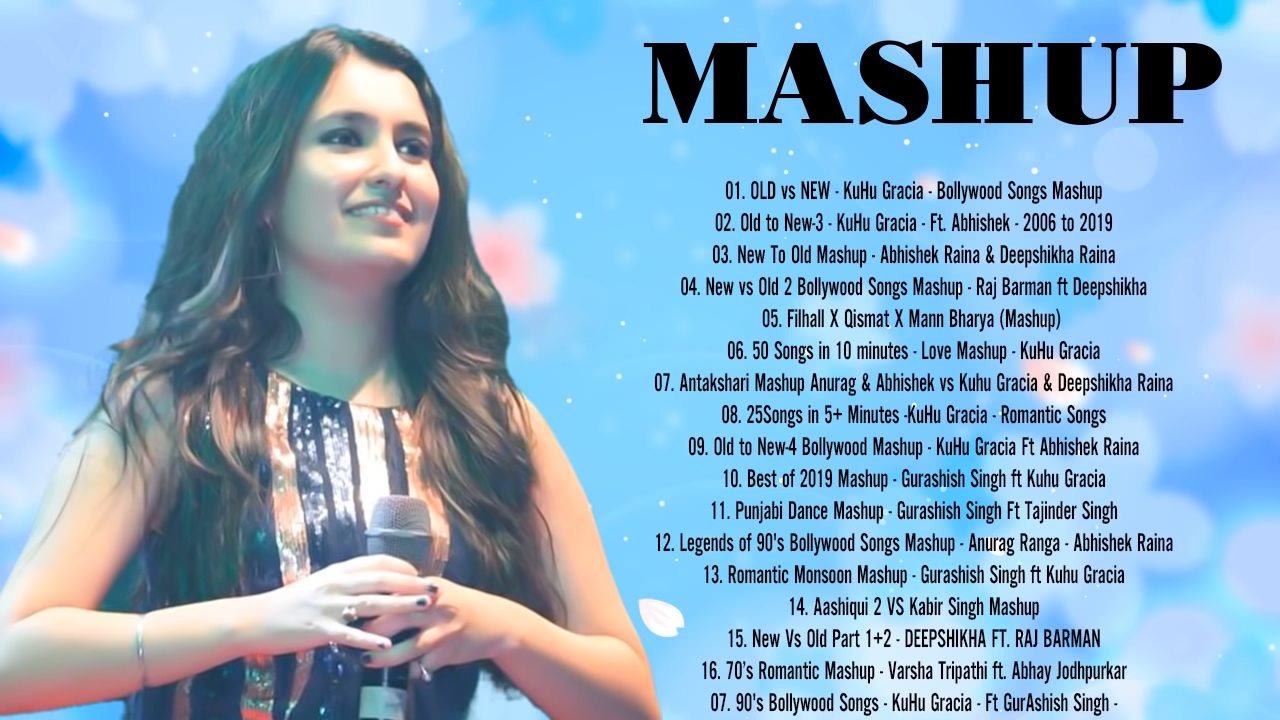 MASHUP
01. OLD vs NEW - KuHu Gracia - Bollywood Songs Mashup
02. Old to New-3 - KuHu Gracia - Ft. Abhishek - 2006 to 2019
03. New To Old Mashup - Abhishek Raina & Deepshikha Raina
04. New vs Old 2 Bollywood Songs Mashup - Raj Barman ft Deepshikha
05. Filhall X Qismat X Mann Bharya (Mashup)
06. 50 Songs in 10 minutes - Love Mashup - KuHu Gracia
07. Antakshari Mashup Anurag & Abhishek vs Kuhu Gracia & Deepshikha Raina
08. 25Songs in 5+ Minutes -KuHu Gracia - Romantic Songs
09. Old to New-4 Bollywood Mashup - KuHu Gracia Ft Abhishek Raina
10. Best of 2019 Mashup - Gurashish Singh ft Kuhu Gracia
11. Punjabi Dance Mashup - Gurashish Singh Ft Tajinder Singh
12. Legends of 90's Bollywood Songs Mashup - Anurag Ranga - Abhishek Raina
13. Romantic Monsoon Mashup - Gurashish Singh ft Kuhu Gracia
14. Aashiqui 2 VS Kabir Singh Mashup
15. New Vs Old Part 1+2 - DEEPSHIKHA FT. RAJ BARMAN
16. 70's Romantic Mashup - Varsha Tripathi ft. Abhay Jodhpurkar
07. 90's Bollywood Songs - KuHu Gracia - Ft GurAshish Singh -